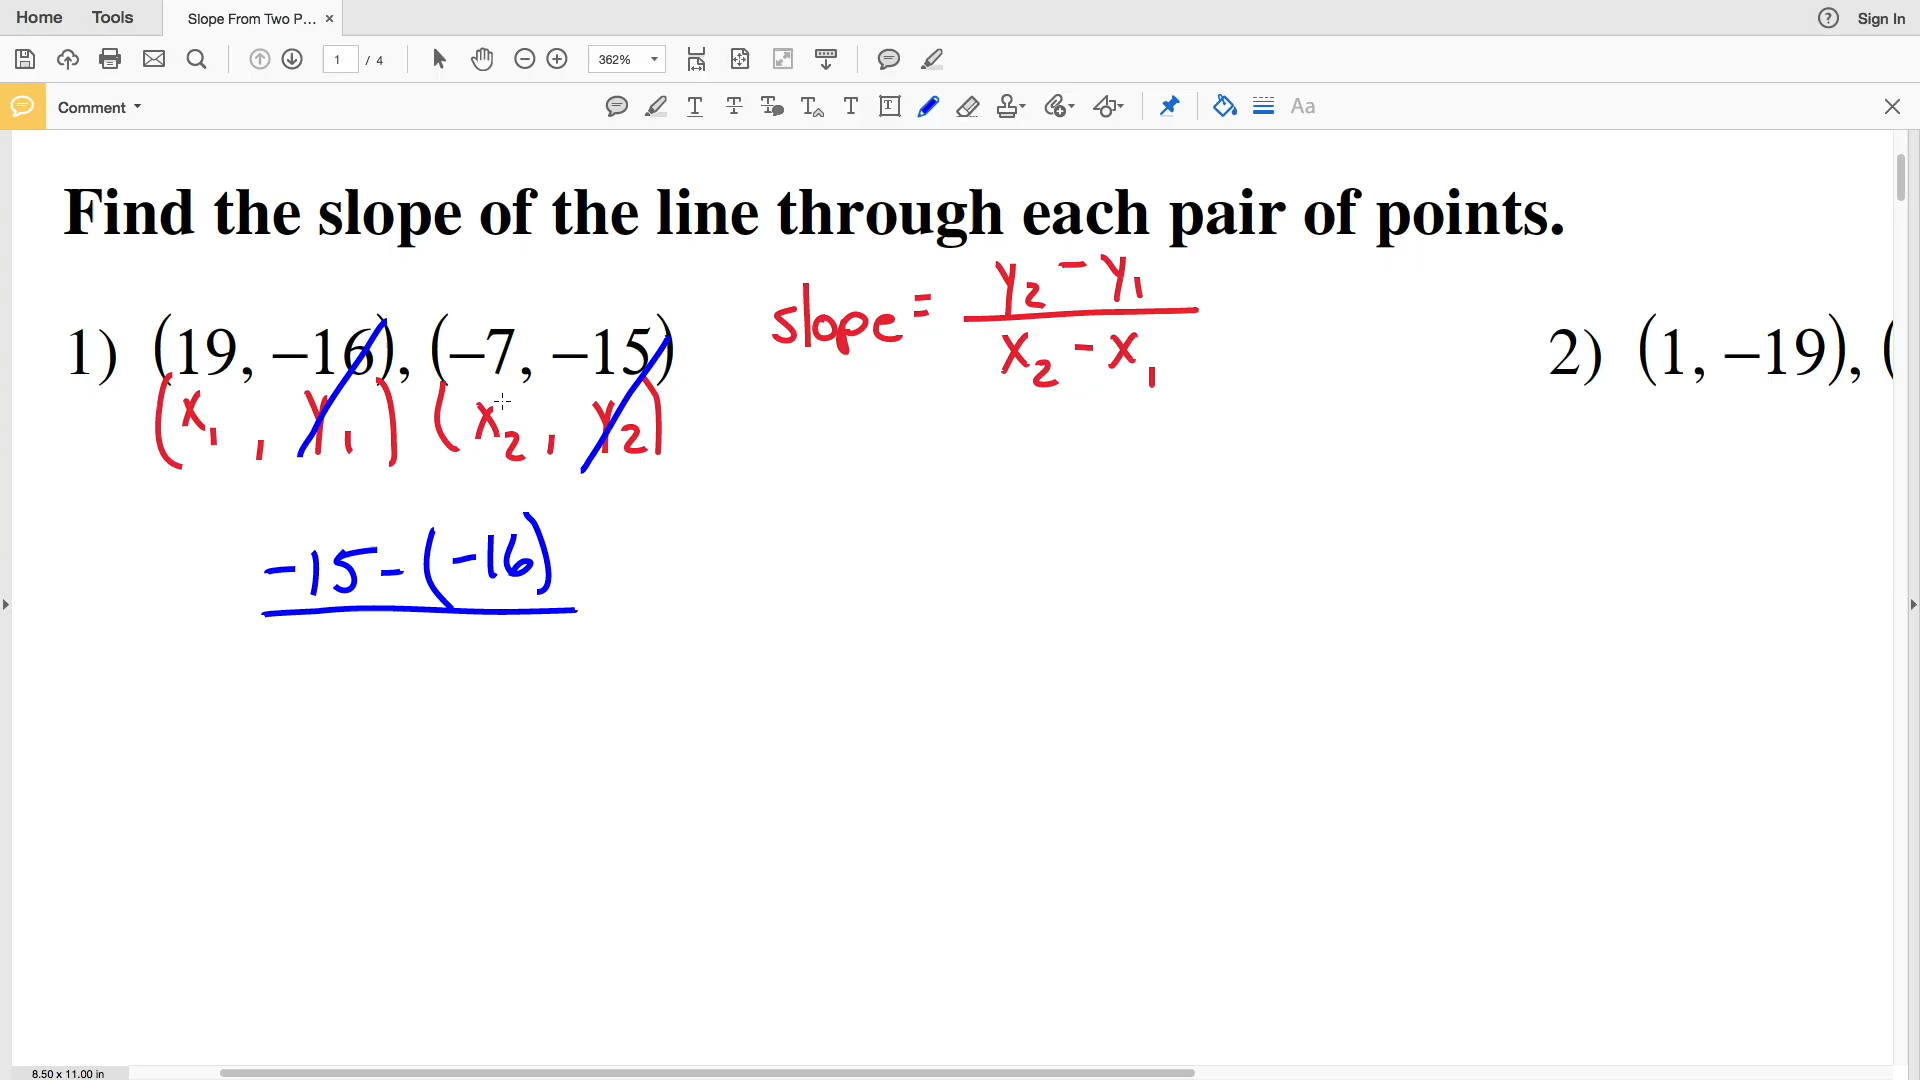 Home Tools Slope From Two P... × ? Sign In
1 / 4 362%
Comment T T T T T T Aa
Find the slope of the line through each pair of points.
slope = y2 - y1
x2 - x1
1) (19, −16), (−7, −15)
2) (1, −19), (
(x1, y1) (x2, y2)
-15-(-16)
8.50 x 11.00 in